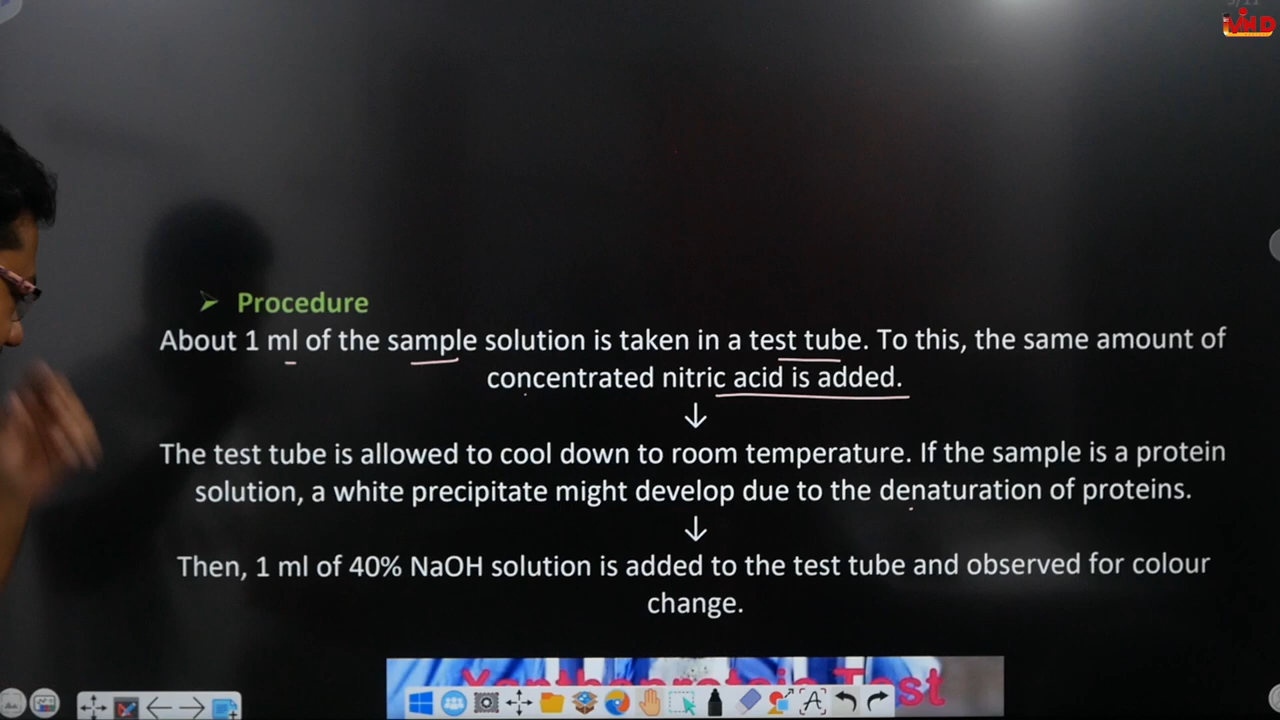 IVMD
➢ Procedure
About 1 ml of the sample solution is taken in a test tube. To this, the same amount of
concentrated nitric acid is added.
↓
The test tube is allowed to cool down to room temperature. If the sample is a protein
solution, a white precipitate might develop due to the denaturation of proteins.
↓
Then, 1 ml of 40% NaOH solution is added to the test tube and observed for colour
change.